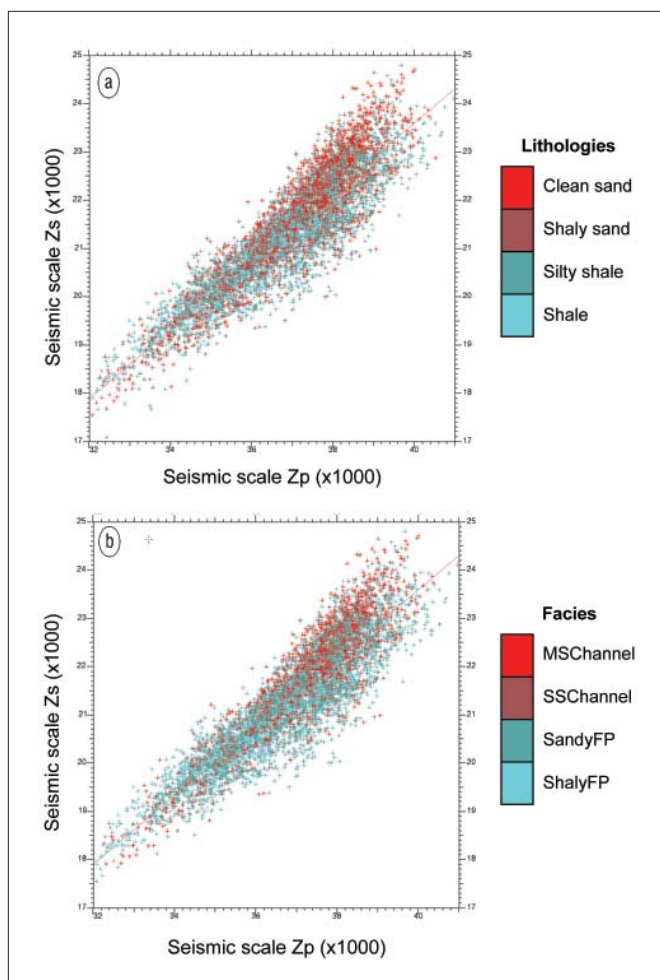 a
25
25
24
24
23
23
22
22
21
21
20
20
19
19
18
18
17
17
32
34
36
38
40
Seismic scale Zs (x1000)
Seismic scale Zp (x1000)
Lithologies
Clean sand
Shaly sand
Silty shale
Shale
b
25
25
24
24
23
23
22
22
21
21
20
20
19
19
18
18
17
17
32
34
36
38
40
Seismic scale Zs (x1000)
Seismic scale Zp (x1000)
Facies
MSChannel
SSChannel
SandyFP
ShalyFP